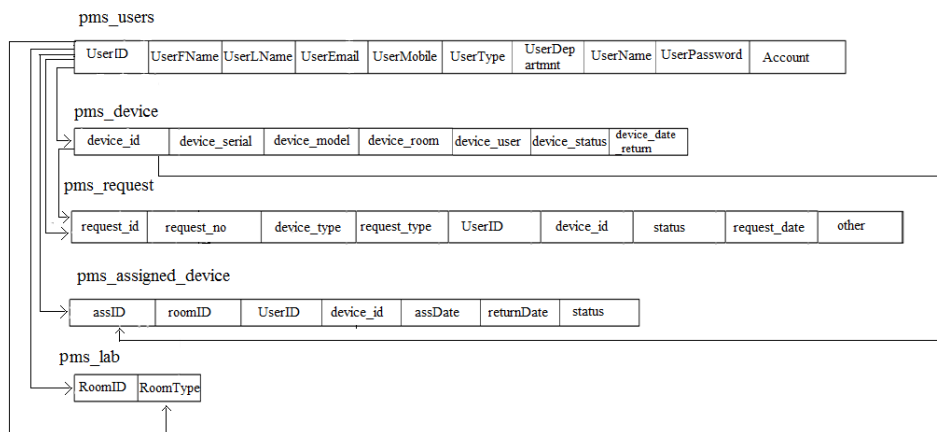 pms_users
UserID UserFName UserLName UserEmail UserMobile UserType UserDep
artmnt UserName UserPassword Account
pms_device
device_id device_serial device_model device_room device_user device_status device_date
_return
pms_request
request_id request_no device_type request_type UserID device_id status request_date other
pms_assigned_device
assID roomID UserID device_id assDate returnDate status
pms_lab
RoomID RoomType